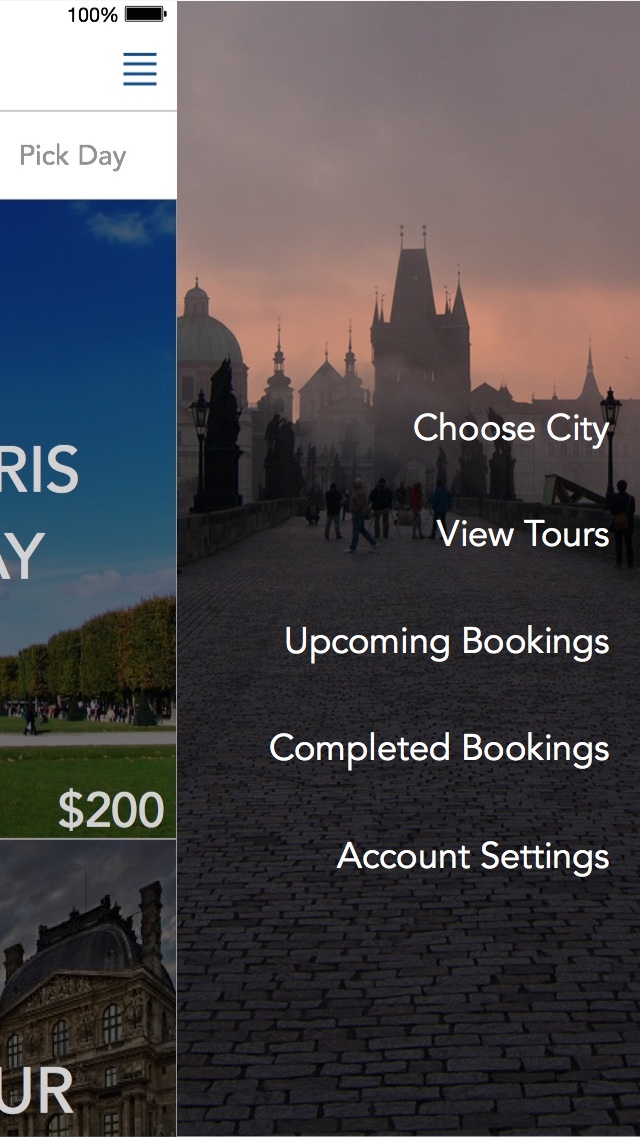 100%
Pick Day
RIS
AY
$200
UR
Choose City
View Tours
Upcoming Bookings
Completed Bookings
Account Settings